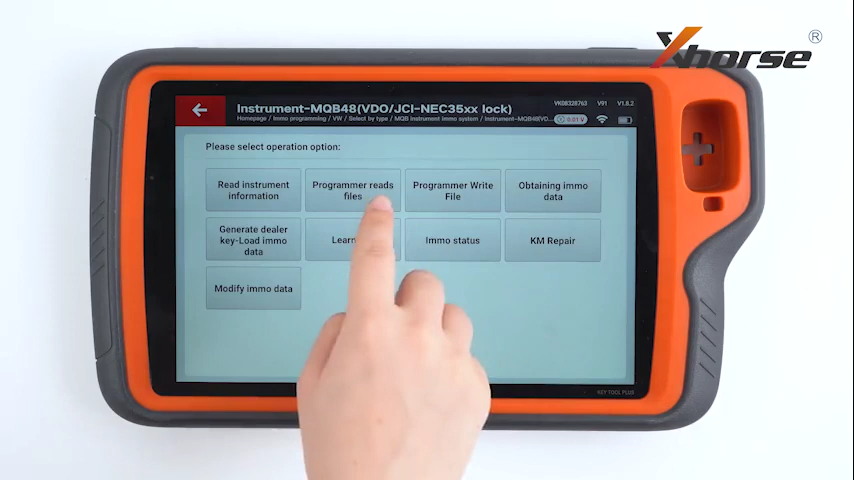 Xhorse®
Instrument-MQB48(VDO/JCI-NEC35xx lock)
VK08328763 V91 V1.8.2
Homepage / Immo programming / VW / Select by type / MQB instrument immo system / Instrument-MQB48(VD...
0.01 V
Please select operation option:
Read instrument
information
Programmer reads
files
Programmer Write
File
Obtaining immo
data
Generate dealer
key-Load immo
data
Learn
Immo status
KM Repair
Modify immo data
KEY TOOL PLUS